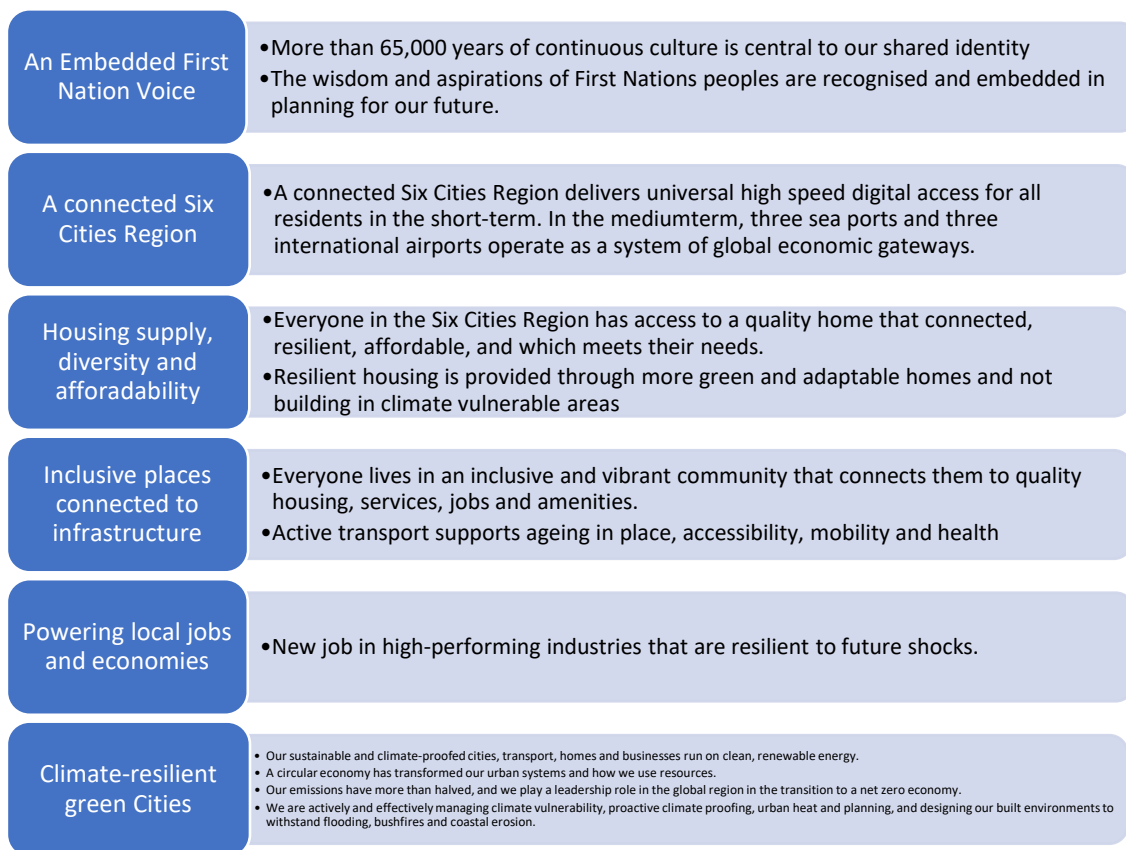 An Embedded First
Nation Voice
•More than 65,000 years of continuous culture is central to our shared identity
•The wisdom and aspirations of First Nations peoples are recognised and embedded in
planning for our future.
A connected Six
Cities Region
•A connected Six Cities Region delivers universal high speed digital access for all
residents in the short-term. In the mediumterm, three sea ports and three
international airports operate as a system of global economic gateways.
Housing supply,
diversity and
afforadability
•Everyone in the Six Cities Region has access to a quality home that connected,
resilient, affordable, and which meets their needs.
•Resilient housing is provided through more green and adaptable homes and not
building in climate vulnerable areas
Inclusive places
connected to
infrastructure
•Everyone lives in an inclusive and vibrant community that connects them to quality
housing, services, jobs and amenities.
•Active transport supports ageing in place, accessibility, mobility and health
Powering local jobs
and economies
•New job in high-performing industries that are resilient to future shocks.
Climate-resilient
green Cities
• Our sustainable and climate-proofed cities, transport, homes and businesses run on clean, renewable energy.
• A circular economy has transformed our urban systems and how we use resources.
• Our emissions have more than halved, and we play a leadership role in the global region in the transition to a net zero economy.
• We are actively and effectively managing climate vulnerability, proactive climate proofing, urban heat and planning, and designing our built environments to
withstand flooding, bushfires and coastal erosion.